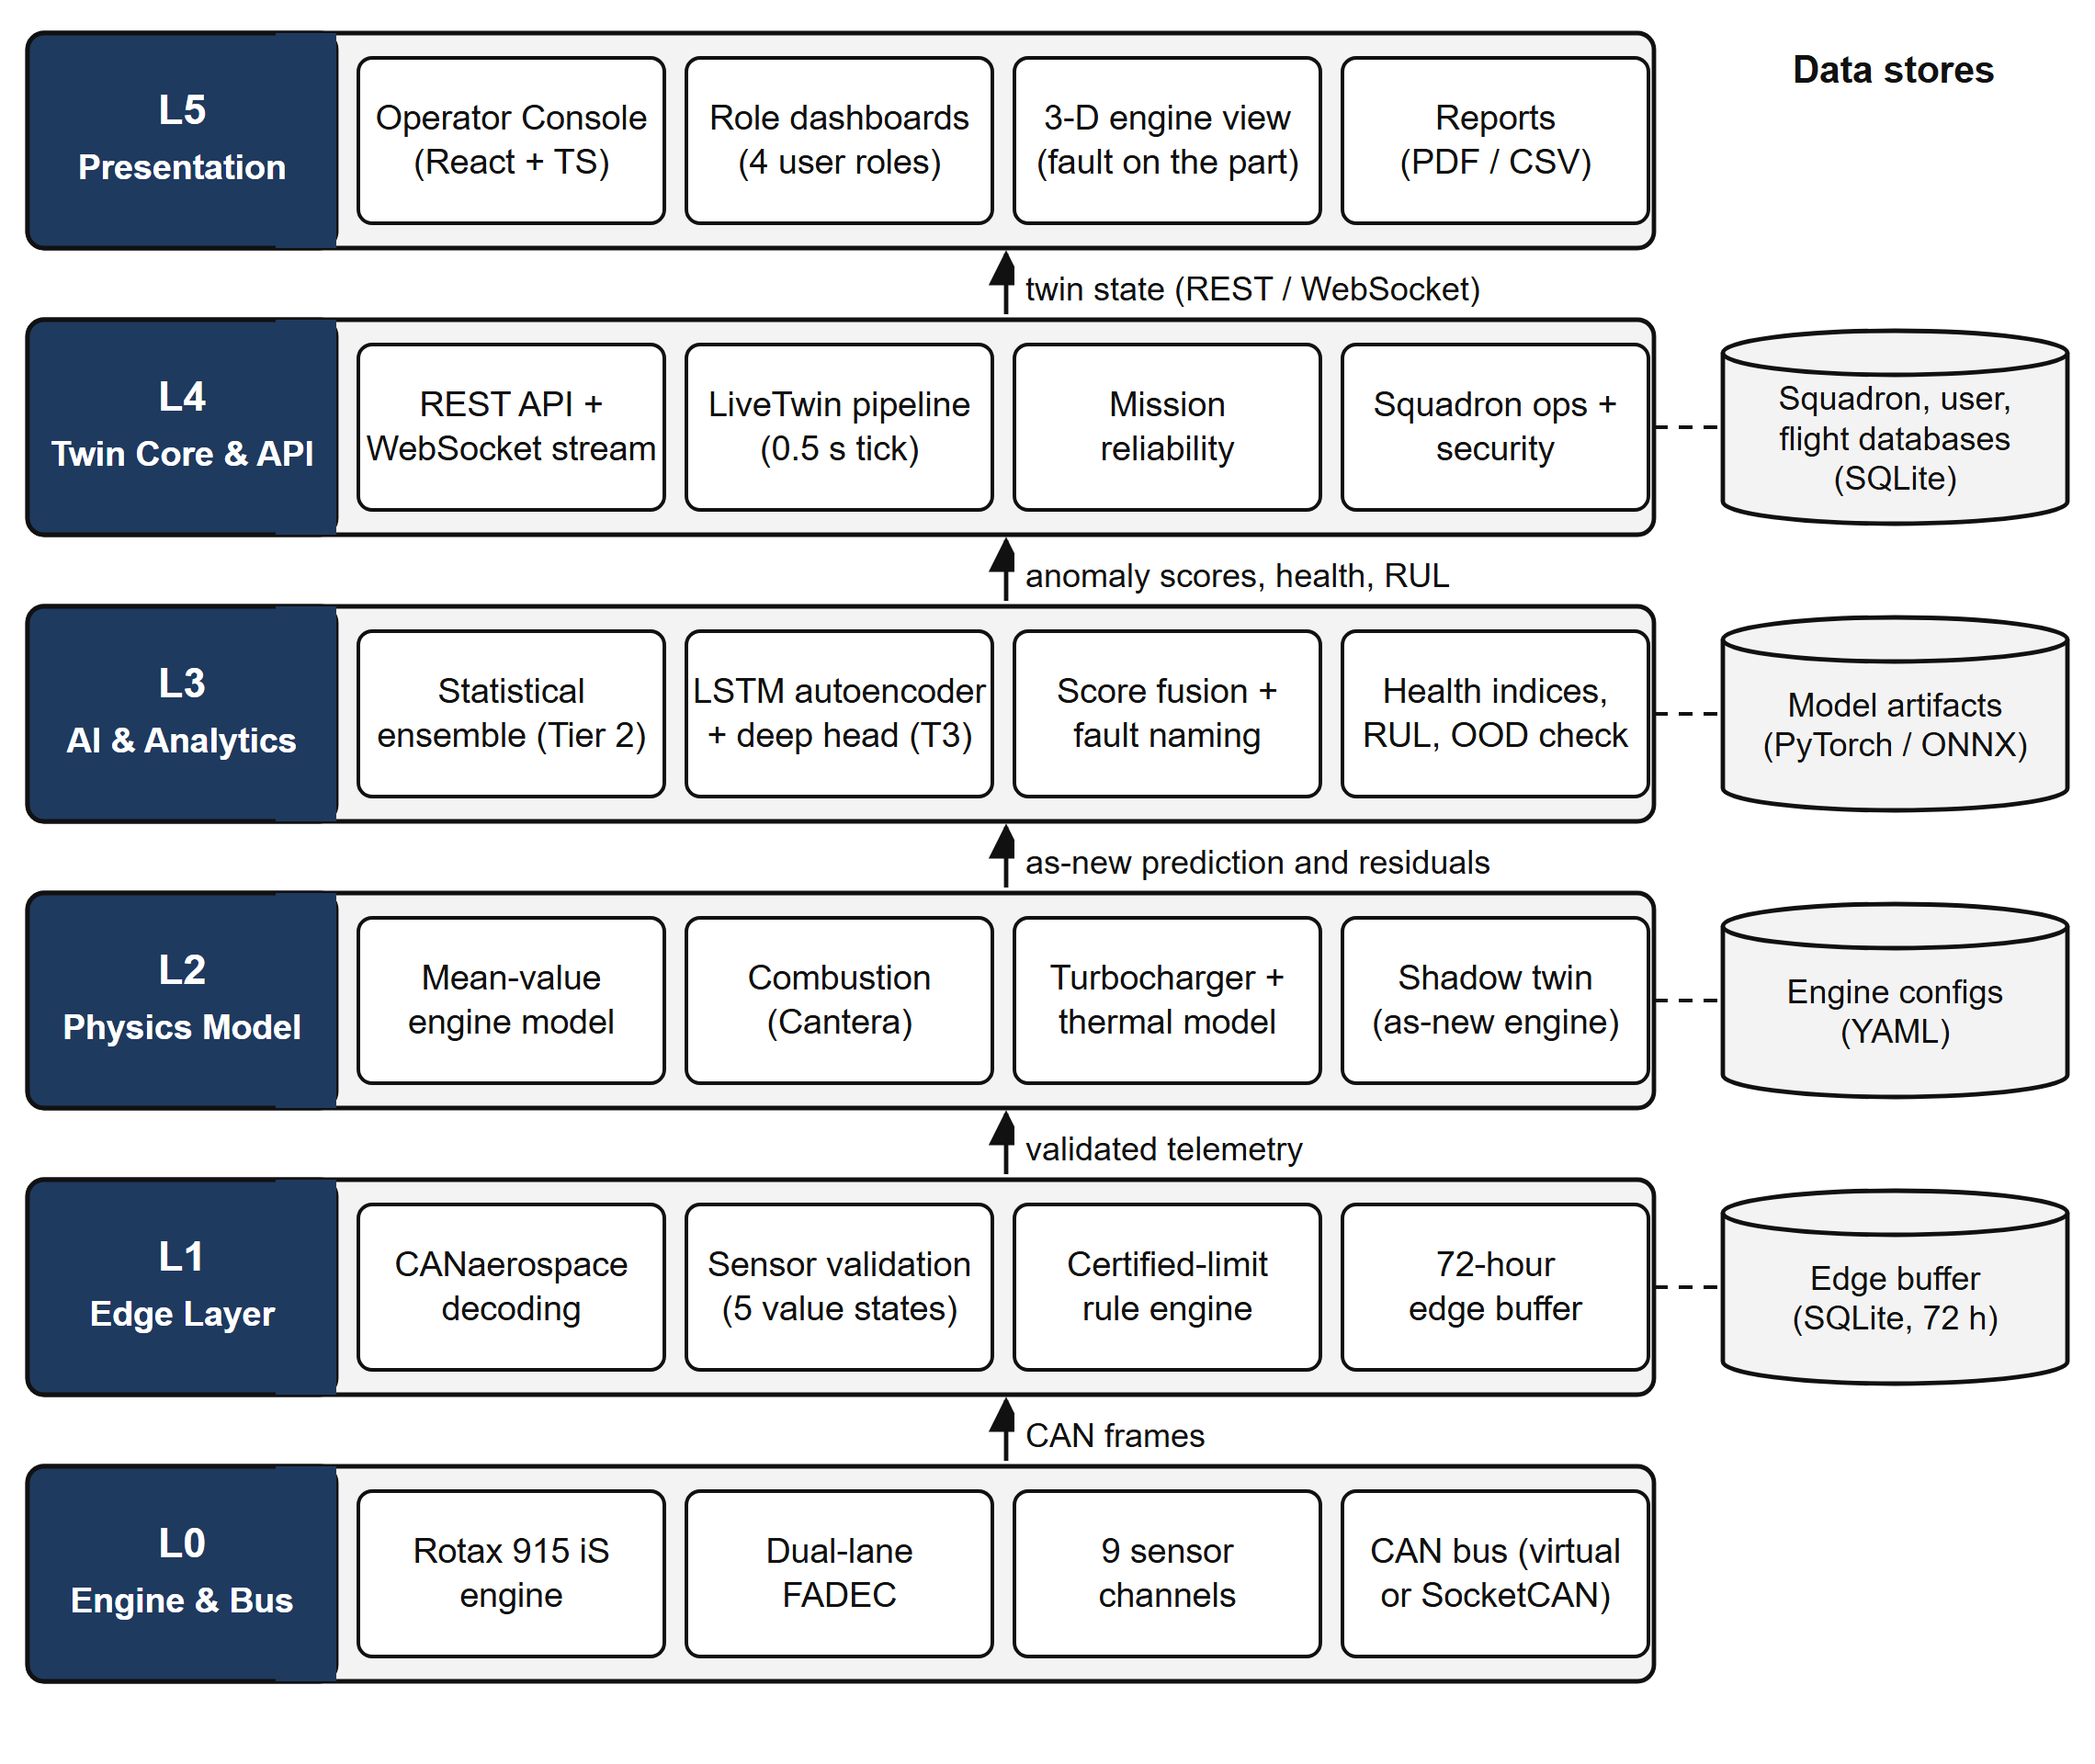 Data stores
L5
Presentation
Operator Console
(React + TS)
Role dashboards
(4 user roles)
3-D engine view
(fault on the part)
Reports
(PDF / CSV)
twin state (REST / WebSocket)
L4
Twin Core & API
REST API +
WebSocket stream
LiveTwin pipeline
(0.5 s tick)
Mission
reliability
Squadron ops +
security
Squadron, user,
flight databases
(SQLite)
anomaly scores, health, RUL
L3
AI & Analytics
Statistical
ensemble (Tier 2)
LSTM autoencoder
+ deep head (T3)
Score fusion +
fault naming
Health indices,
RUL, OOD check
Model artifacts
(PyTorch / ONNX)
as-new prediction and residuals
L2
Physics Model
Mean-value
engine model
Combustion
(Cantera)
Turbocharger +
thermal model
Shadow twin
(as-new engine)
Engine configs
(YAML)
validated telemetry
L1
Edge Layer
CANaerospace
decoding
Sensor validation
(5 value states)
Certified-limit
rule engine
72-hour
edge buffer
Edge buffer
(SQLite, 72 h)
CAN frames
L0
Engine & Bus
Rotax 915 iS
engine
Dual-lane
FADEC
9 sensor
channels
CAN bus (virtual
or SocketCAN)